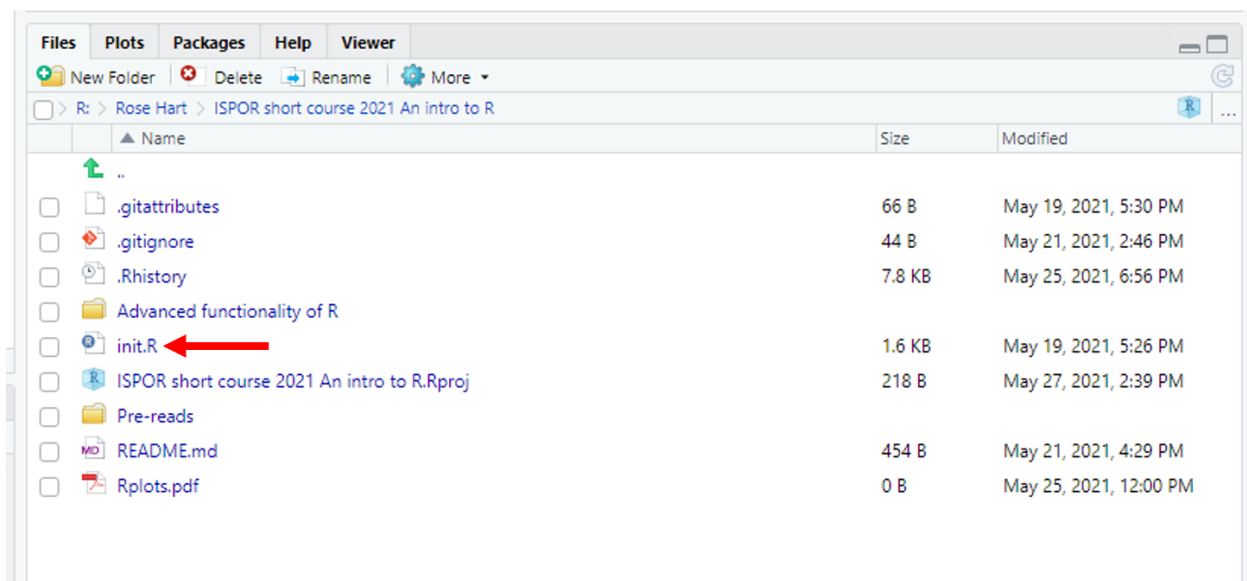 Files Plots Packages Help Viewer
New Folder Delete Rename More
R: > Rose Hart > ISPOR short course 2021 An intro to R R ...
Name Size Modified
..
.gitattributes 66 B May 19, 2021, 5:30 PM
.gitignore 44 B May 21, 2021, 2:46 PM
.Rhistory 7.8 KB May 25, 2021, 6:56 PM
Advanced functionality of R
R init.R 1.6 KB May 19, 2021, 5:26 PM
R ISPOR short course 2021 An intro to R.Rproj 218 B May 27, 2021, 2:39 PM
Pre-reads
MD README.md 454 B May 21, 2021, 4:29 PM
Rplots.pdf 0 B May 25, 2021, 12:00 PM